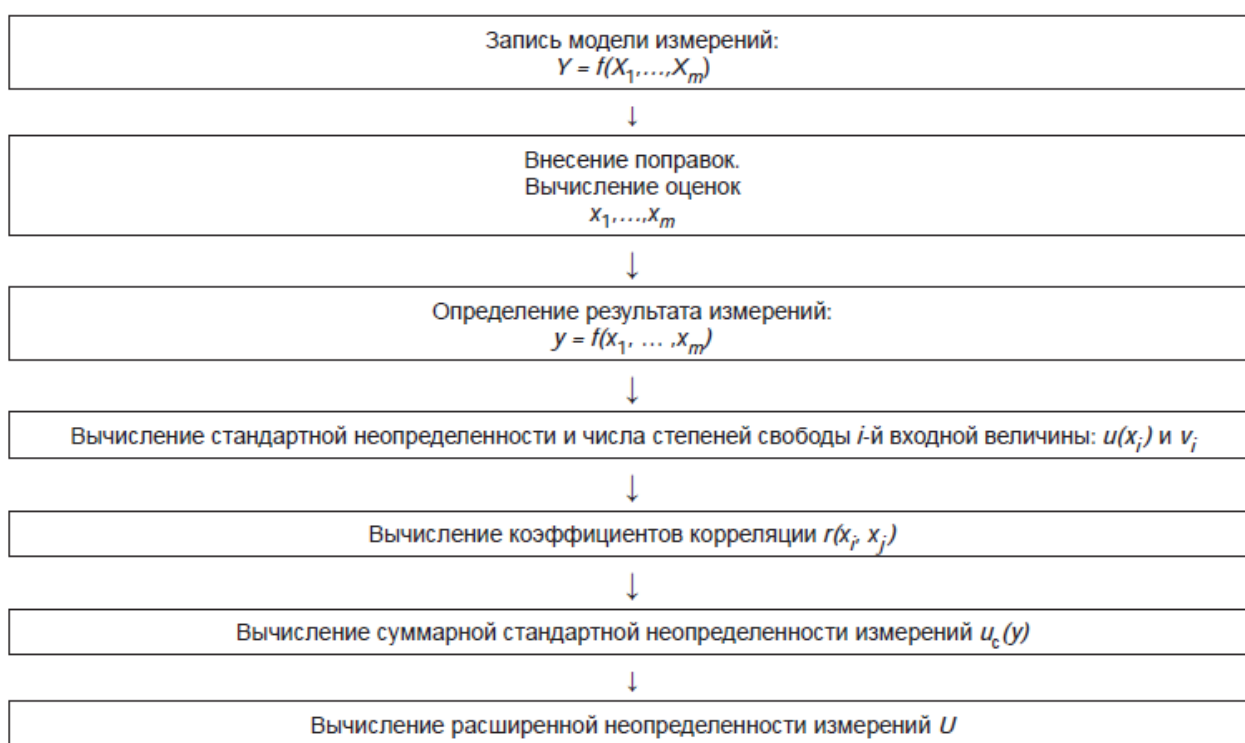 Запись модели измерений:
Y = f(X₁,…,Xₘ)
↓
Внесение поправок.
Вычисление оценок
x₁,…,xₘ
↓
Определение результата измерений:
y = f(x₁, … ,xₘ)
↓
Вычисление стандартной неопределенности и числа степеней свободы i-й входной величины: u(xᵢ) и vᵢ
↓
Вычисление коэффициентов корреляции r(xᵢ, xⱼ)
↓
Вычисление суммарной стандартной неопределенности измерений u_c(y)
↓
Вычисление расширенной неопределенности измерений U